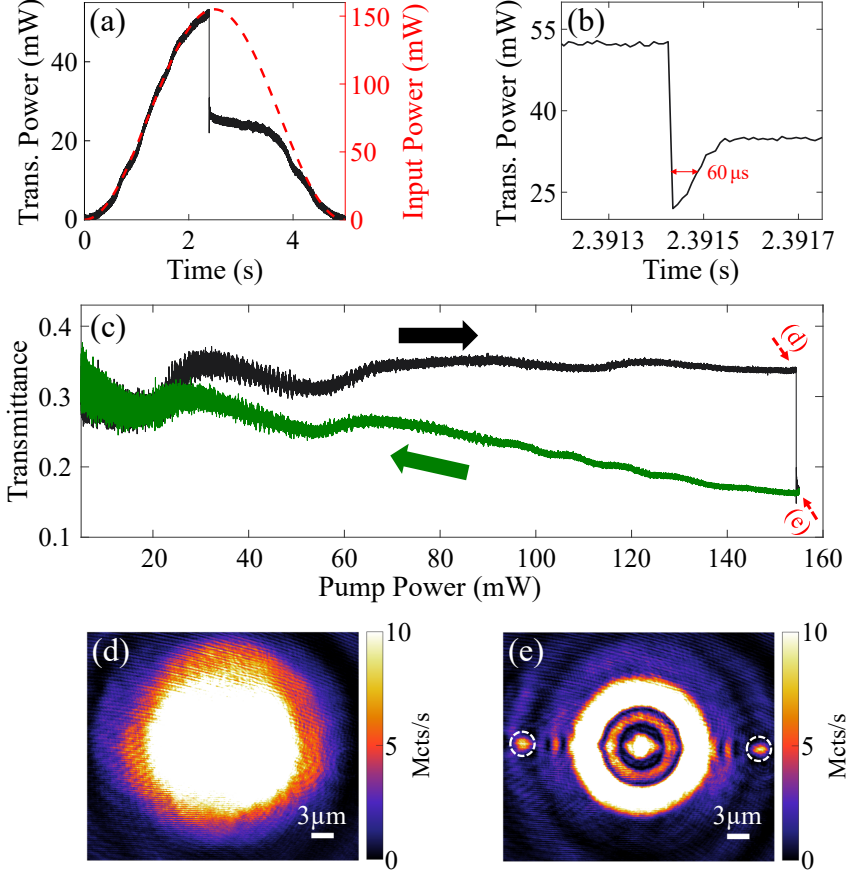 (a)
Trans. Power (mW)
40
20
0
0
2
4
Time (s)
150
100
50
0
Input Power (mW)
(b)
Trans. Power (mW)
55
40
25
60 µs
2.3913
2.3915
2.3917
Time (s)
(c)
Transmittance
0.4
0.3
0.2
0.1
(d)
(e)
20
40
60
80
100
120
140
160
Pump Power (mW)
(d)
3µm
10
5
0
Mcts/s
(e)
3µm
10
5
0
Mcts/s